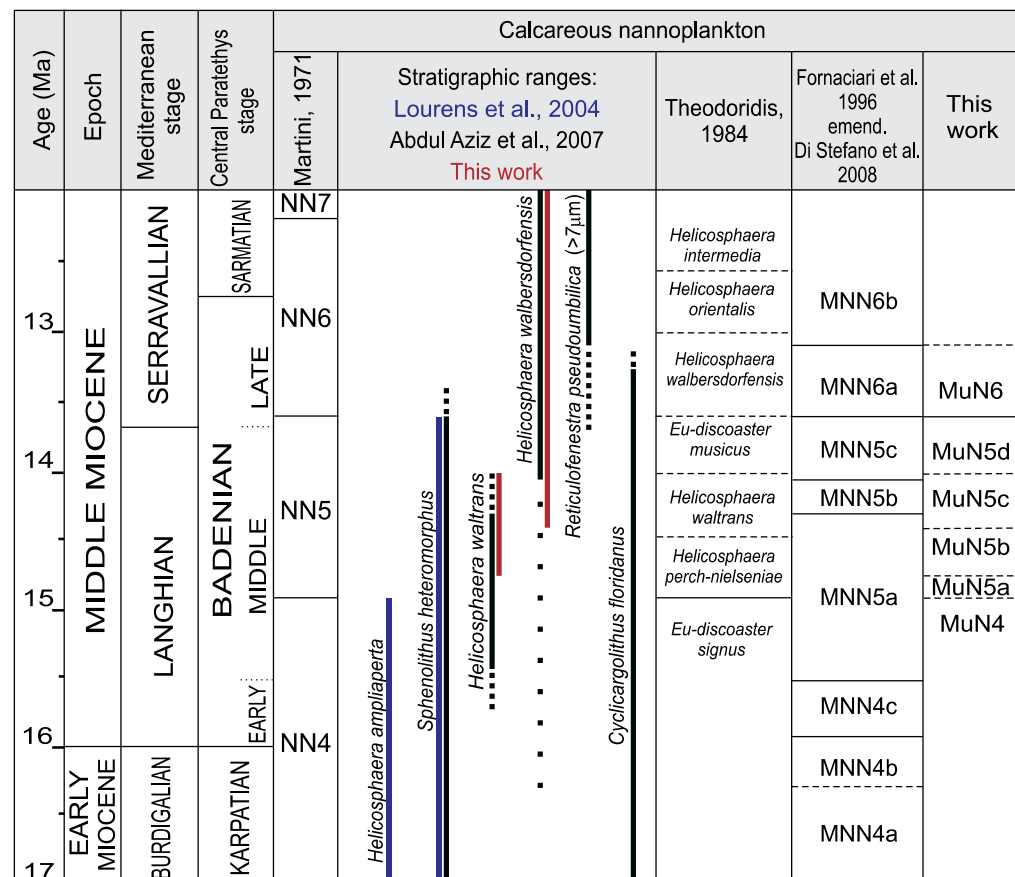 Age (Ma)
Epoch
Mediterranean
stage
Central Paratethys
stage
Calcareous nannoplankton
Martini, 1971
Stratigraphic ranges:
Lourens et al., 2004
Abdul Aziz et al., 2007
This work
Theodoridis,
1984
Fornaciari et al.
1996
emend.
Di Stefano et al.
2008
This
work
13
14
15
16
17
MIDDLE MIOCENE
EARLY
MIOCENE
SERRAVALLIAN
LANGHIAN
BURDIGALIAN
SARMATIAN
BADENIAN
LATE
MIDDLE
EARLY
KARPATIAN
NN7
NN6
NN5
NN4
Helicosphaera ampliaperta
Sphenolithus heteromorphus
Helicosphaera waltrans
Helicosphaera walbersdorfensis
Reticulofenestra pseudoumbilica (>7µm)
Cyclicargolithus floridanus
Helicosphaera
intermedia
Helicosphaera
orientalis
Helicosphaera
walbersdorfensis
Eu-discoaster
musicus
Helicosphaera
waltrans
Helicosphaera
perch-nielseniae
Eu-discoaster
signus
MNN6b
MNN6a
MNN5c
MNN5b
MNN5a
MNN4c
MNN4b
MNN4a
MuN6
MuN5d
MuN5c
MuN5b
MuN5a
MuN4